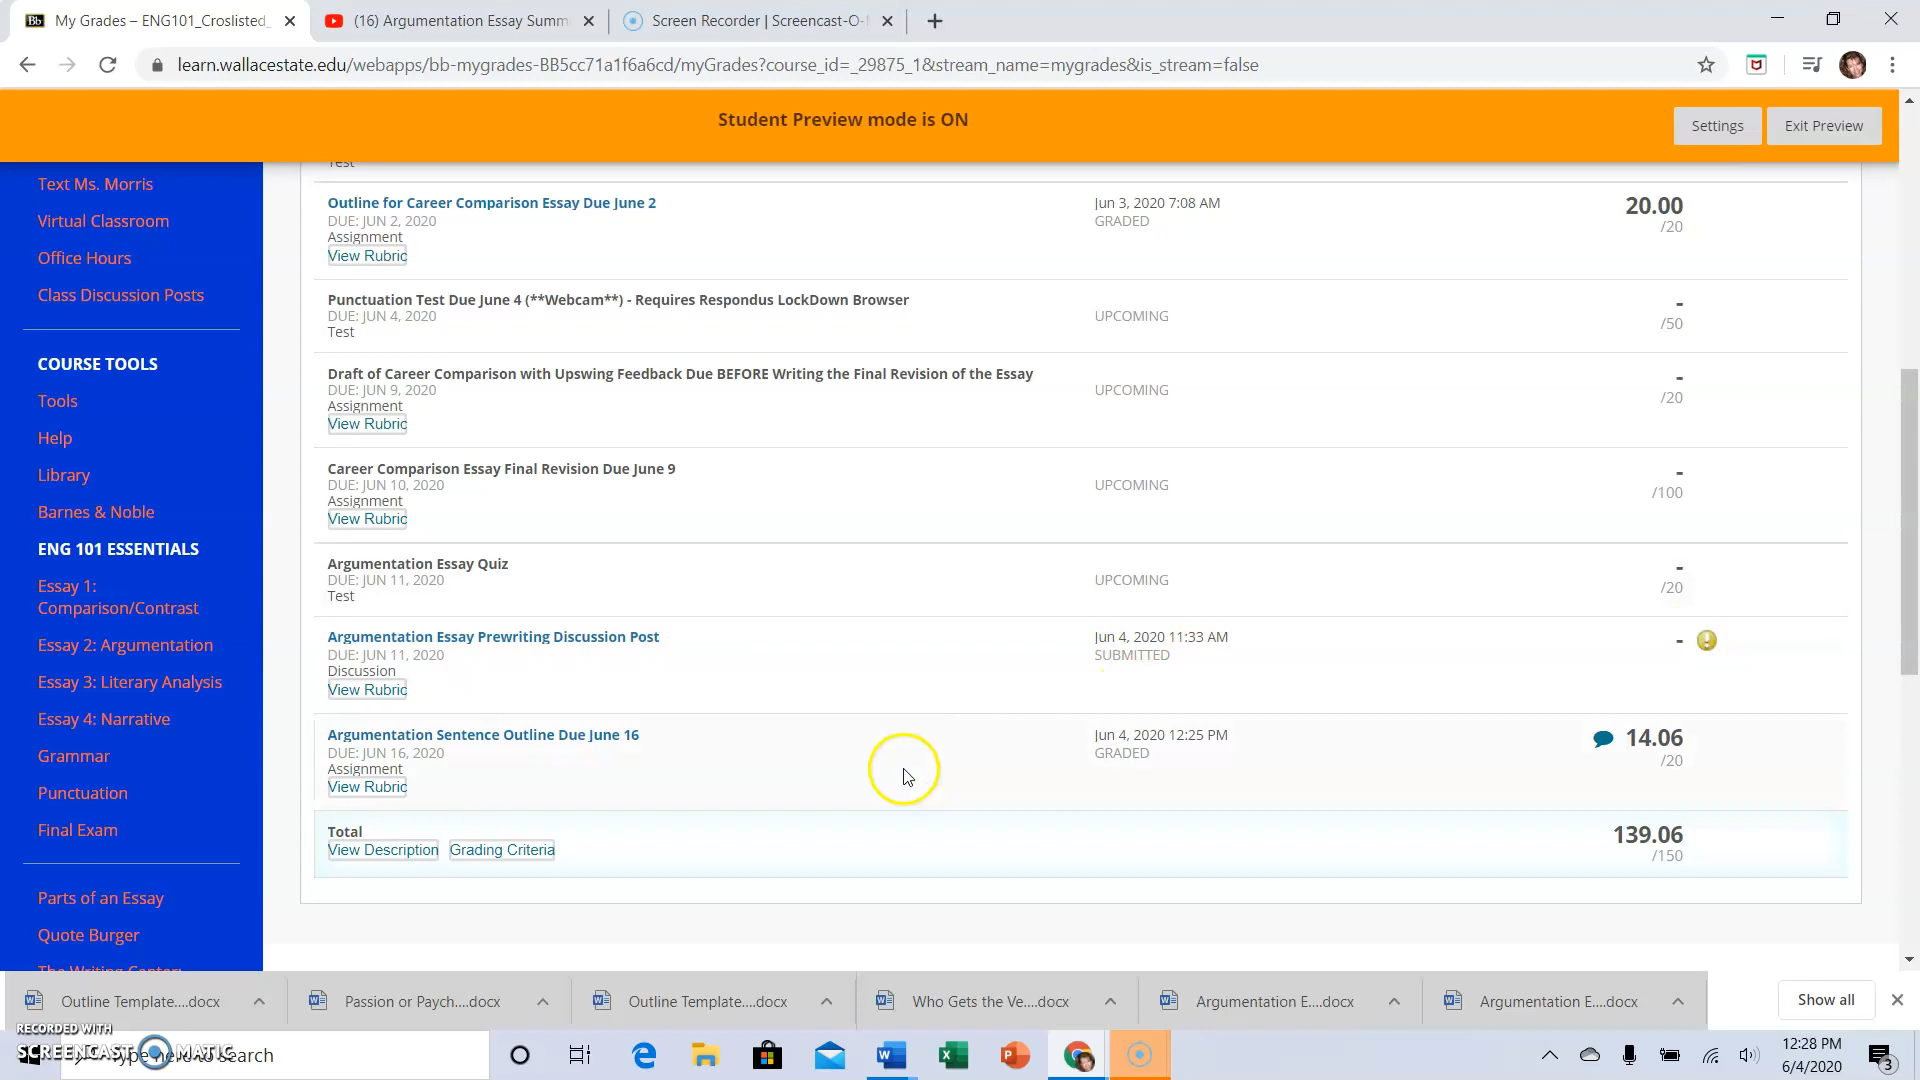 My Grades – ENG101_Croslisted_
(16) Argumentation Essay Summ
Screen Recorder | Screencast-O-
learn.wallacestate.edu/webapps/bb-mygrades-BB5cc71a1f6a6cd/myGrades?course_id=_29875_1&stream_name=mygrades&is_stream=false
Student Preview mode is ON
Settings
Exit Preview
Text Ms. Morris
Virtual Classroom
Office Hours
Class Discussion Posts
COURSE TOOLS
Tools
Help
Library
Barnes & Noble
ENG 101 ESSENTIALS
Essay 1:
Comparison/Contrast
Essay 2: Argumentation
Essay 3: Literary Analysis
Essay 4: Narrative
Grammar
Punctuation
Final Exam
Parts of an Essay
Quote Burger
The Writing Center:
Test
Outline for Career Comparison Essay Due June 2
DUE: JUN 2, 2020
Assignment
View Rubric
Jun 3, 2020 7:08 AM
GRADED
20.00
/20
Punctuation Test Due June 4 (**Webcam**) - Requires Respondus LockDown Browser
DUE: JUN 4, 2020
Test
UPCOMING
-
/50
Draft of Career Comparison with Upswing Feedback Due BEFORE Writing the Final Revision of the Essay
DUE: JUN 9, 2020
Assignment
View Rubric
UPCOMING
-
/20
Career Comparison Essay Final Revision Due June 9
DUE: JUN 10, 2020
Assignment
View Rubric
UPCOMING
-
/100
Argumentation Essay Quiz
DUE: JUN 11, 2020
Test
UPCOMING
-
/20
Argumentation Essay Prewriting Discussion Post
DUE: JUN 11, 2020
Discussion
View Rubric
Jun 4, 2020 11:33 AM
SUBMITTED
-
Argumentation Sentence Outline Due June 16
DUE: JUN 16, 2020
Assignment
View Rubric
Jun 4, 2020 12:25 PM
GRADED
14.06
/20
Total
View Description
Grading Criteria
139.06
/150
Outline Template....docx
Passion or Paych....docx
Outline Template....docx
Who Gets the Ve....docx
Argumentation E....docx
Argumentation E....docx
Show all
RECORDED WITH
SCREENCAST MATIC
Type here to search
12:28 PM
6/4/2020
3